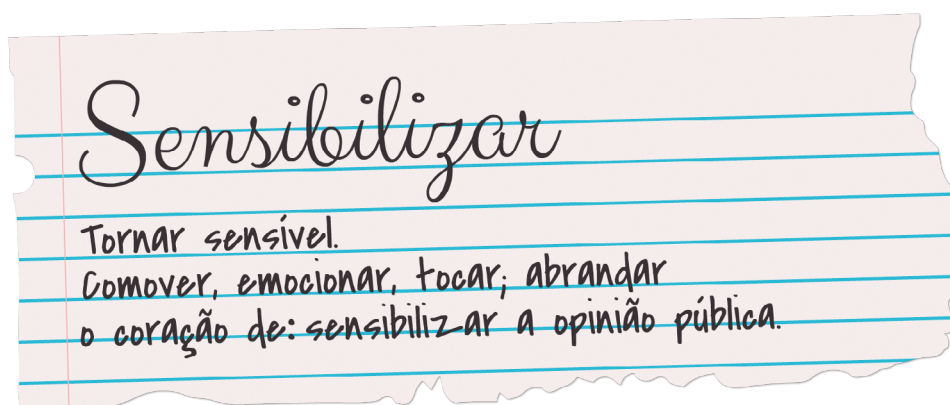 Sensibilizar
Tornar sensível.
Comover, emocionar, tocar; abrandar
o coração de: sensibilizar a opinião pública.